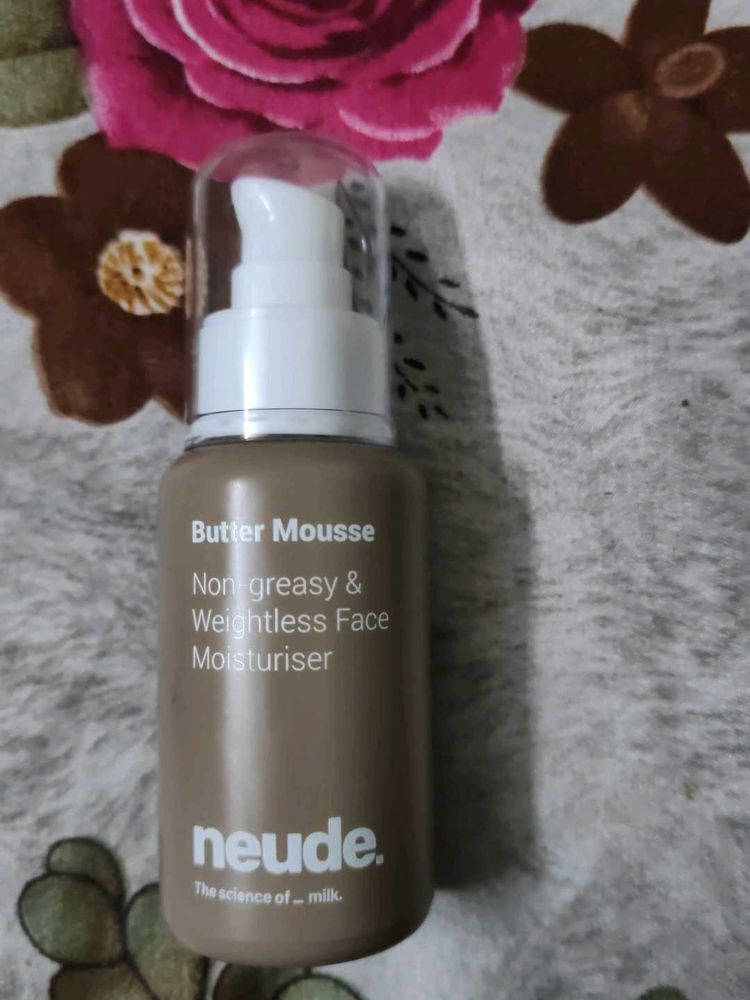 Butter Mousse
Non-greasy &
Weightless Face
Moisturiser
neude.
The science of _ milk.